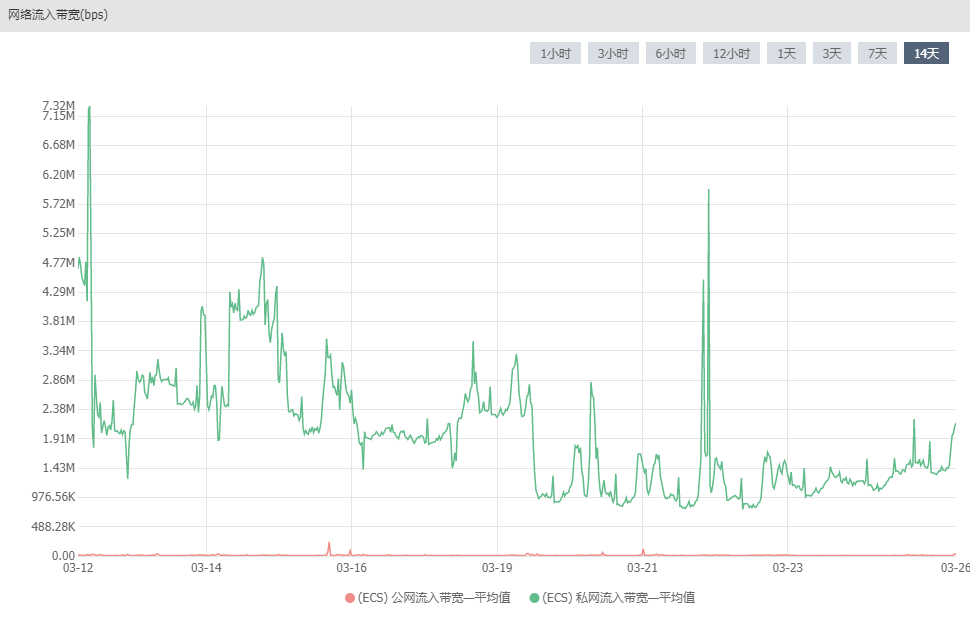 网络流入带宽(bps)
1小时 3小时 6小时 12小时 1天 3天 7天 14天
7.32M
7.15M
6.68M
6.20M
5.72M
5.25M
4.77M
4.29M
3.81M
3.34M
2.86M
2.38M
1.91M
1.43M
976.56K
488.28K
0.00
03-12 03-14 03-16 03-19 03-21 03-23 03-26
(ECS) 公网流入带宽—平均值 (ECS) 私网流入带宽—平均值